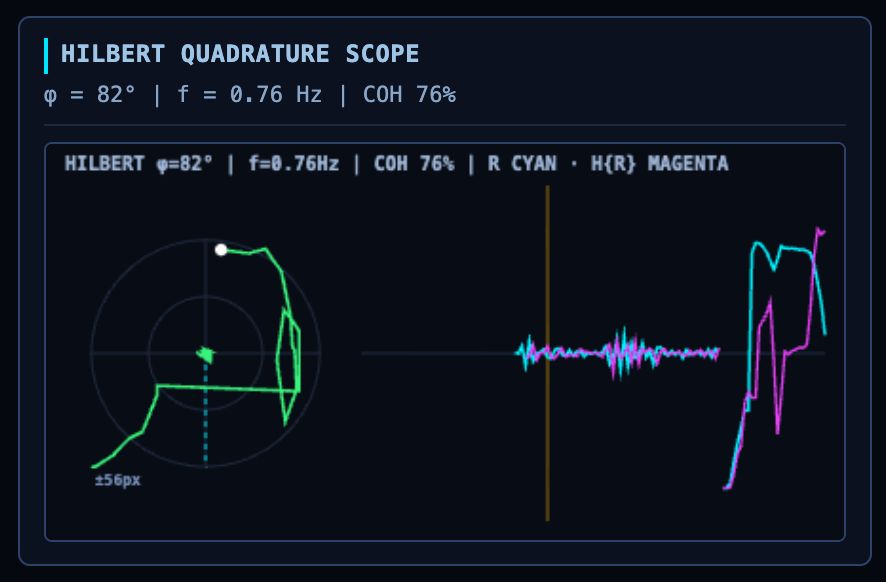 HILBERT QUADRATURE SCOPE
φ = 82° | f = 0.76 Hz | COH 76%
HILBERT φ=82° | f=0.76Hz | COH 76% | R CYAN · H{R} MAGENTA
±56px